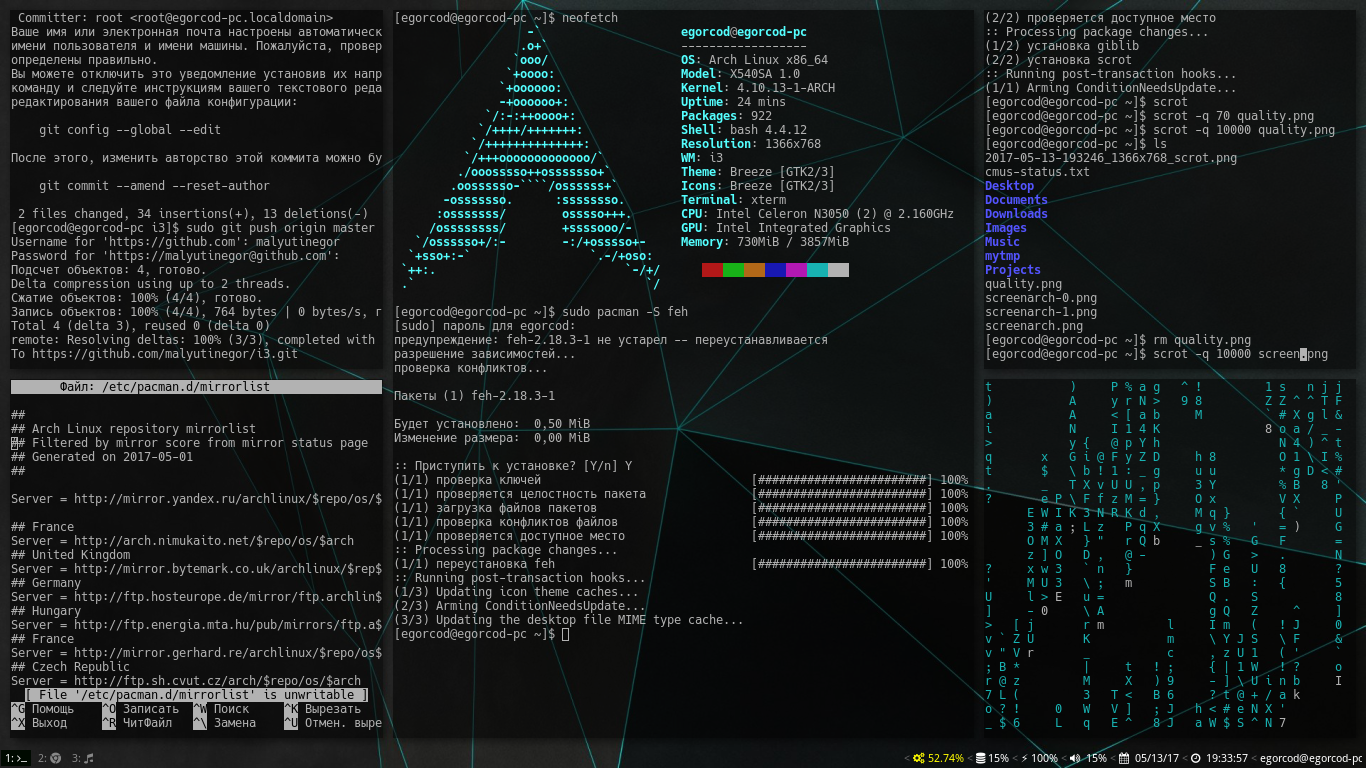 Committer: root <root@egorcod-pc.localdomain>
Ваше имя или электронная почта настроены автоматическ
имени пользователя и имени машины. Пожалуйста, провер
определены правильно.
Вы можете отключить это уведомление установив их напр
команду и следуйте инструкциям вашего текстового реда
редактирования вашего файла конфигурации:
git config --global --edit
После этого, изменить авторство этой коммита можно бу
git commit --amend --reset-author
2 files changed, 34 insertions(+), 13 deletions(-)
[egorcod@egorcod-pc i3]$ sudo git push origin master
Username for 'https://github.com': malyutinegor
Password for 'https://malyutinegor@github.com':
Подсчет объектов: 4, готово.
Delta compression using up to 2 threads.
Сжатие объектов: 100% (4/4), готово.
Запись объектов: 100% (4/4), 764 bytes | 0 bytes/s, г
Total 4 (delta 3), reused 0 (delta 0)
remote: Resolving deltas: 100% (3/3), completed with
To https://github.com/malyutinegor/i3.git
Файл: /etc/pacman.d/mirrorlist
##
## Arch Linux repository mirrorlist
## Filtered by mirror score from mirror status page
## Generated on 2017-05-01
##
Server = http://mirror.yandex.ru/archlinux/$repo/os/$
## France
Server = http://arch.nimukaito.net/$repo/os/$arch
## United Kingdom
Server = http://mirror.bytemark.co.uk/archlinux/$rep$
## Germany
Server = http://ftp.hosteurope.de/mirror/ftp.archlin$
## Hungary
Server = http://ftp.energia.mta.hu/pub/mirrors/ftp.a$
## France
Server = http://mirror.gerhard.re/archlinux/$repo/os$
## Czech Republic
Server = http://ftp.sh.cvut.cz/arch/$repo/os/$arch
[ File '/etc/pacman.d/mirrorlist' is unwritable ]
^G Помощь ^O Записать ^W Поиск ^K Вырезать
^X Выход ^R ЧитФайл ^\ Замена ^U Отмен. выре
[egorcod@egorcod-pc ~]$ neofetch
egorcod@egorcod-pc
------------------
OS: Arch Linux x86_64
Model: X540SA 1.0
Kernel: 4.10.13-1-ARCH
Uptime: 24 mins
Packages: 922
Shell: bash 4.4.12
Resolution: 1366x768
WM: i3
Theme: Breeze [GTK2/3]
Icons: Breeze [GTK2/3]
Terminal: xterm
CPU: Intel Celeron N3050 (2) @ 2.160GHz
GPU: Intel Integrated Graphics
Memory: 730MiB / 3857MiB
[egorcod@egorcod-pc ~]$ sudo pacman -S feh
[sudo] пароль для egorcod:
предупреждение: feh-2.18.3-1 не устарел -- переустанавливается
разрешение зависимостей...
проверка конфликтов...
Пакеты (1) feh-2.18.3-1
Будет установлено: 0,50 MiB
Изменение размера: 0,00 MiB
:: Приступить к установке? [Y/n] Y
(1/1) проверка ключей [########################] 100%
(1/1) проверяется целостность пакета [########################] 100%
(1/1) загрузка файлов пакетов [########################] 100%
(1/1) проверка конфликтов файлов [########################] 100%
(1/1) проверяется доступное место [########################] 100%
:: Processing package changes...
(1/1) переустановка feh [########################] 100%
:: Running post-transaction hooks...
(1/3) Updating icon theme caches...
(2/3) Arming ConditionNeedsUpdate...
(3/3) Updating the desktop file MIME type cache...
[egorcod@egorcod-pc ~]$
(2/2) проверяется доступное место
:: Processing package changes...
(1/2) установка giblib
(2/2) установка scrot
:: Running post-transaction hooks...
(1/1) Arming ConditionNeedsUpdate...
[egorcod@egorcod-pc ~]$ scrot
[egorcod@egorcod-pc ~]$ scrot -q 70 quality.png
[egorcod@egorcod-pc ~]$ scrot -q 10000 quality.png
[egorcod@egorcod-pc ~]$ ls
2017-05-13-193246_1366x768_scrot.png
cmus-status.txt
Desktop
Documents
Downloads
Images
Music
mytmp
Projects
quality.png
screenarch-0.png
screenarch-1.png
screenarch.png
[egorcod@egorcod-pc ~]$ rm quality.png
[egorcod@egorcod-pc ~]$ scrot -q 10000 screen.png
1: 2: 3:
< 52.74% < 15% < 100% < 15% < 05/13/17 < 19:33:57 < egorcod@egorcod-pc